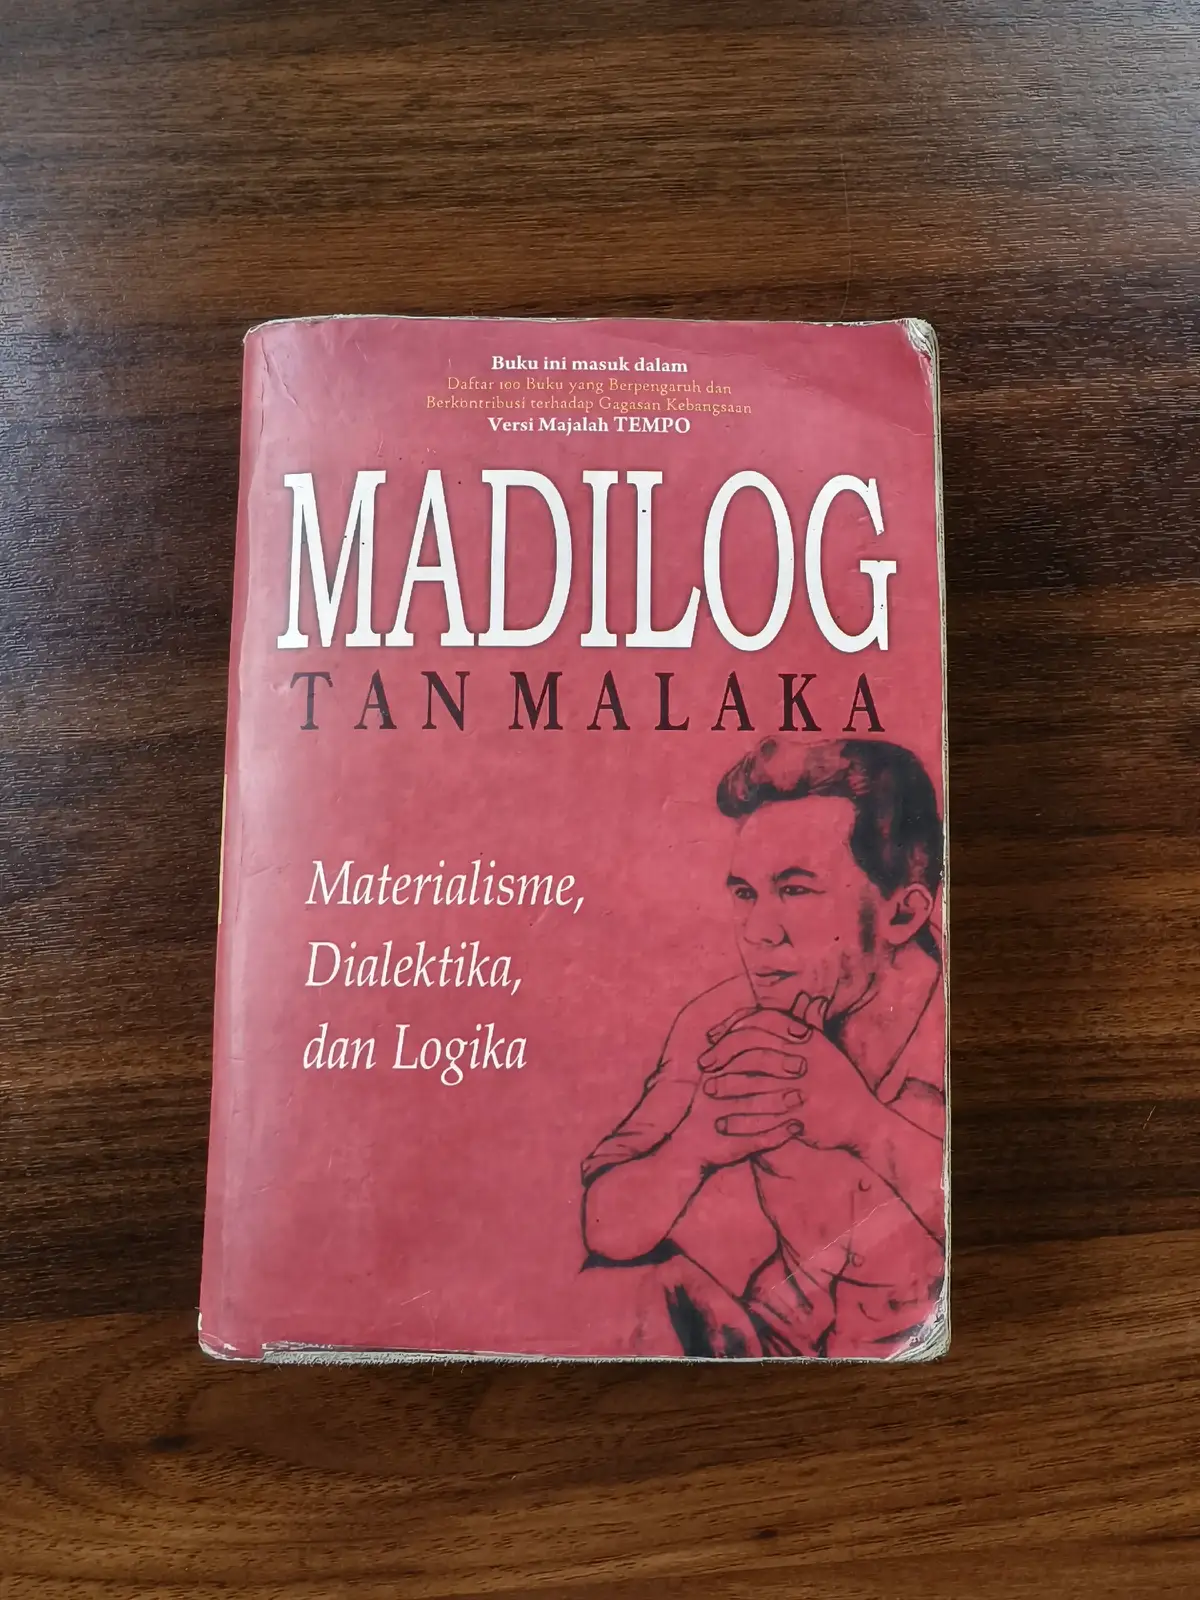 Buku ini masuk dalam
Daftar 100 Buku yang Berpengaruh dan
Berkontribusi terhadap Gagasan Kebangsaan
Versi Majalah TEMPO
MADILOG
TAN MALAKA
Materialisme,
Dialektika,
dan Logika